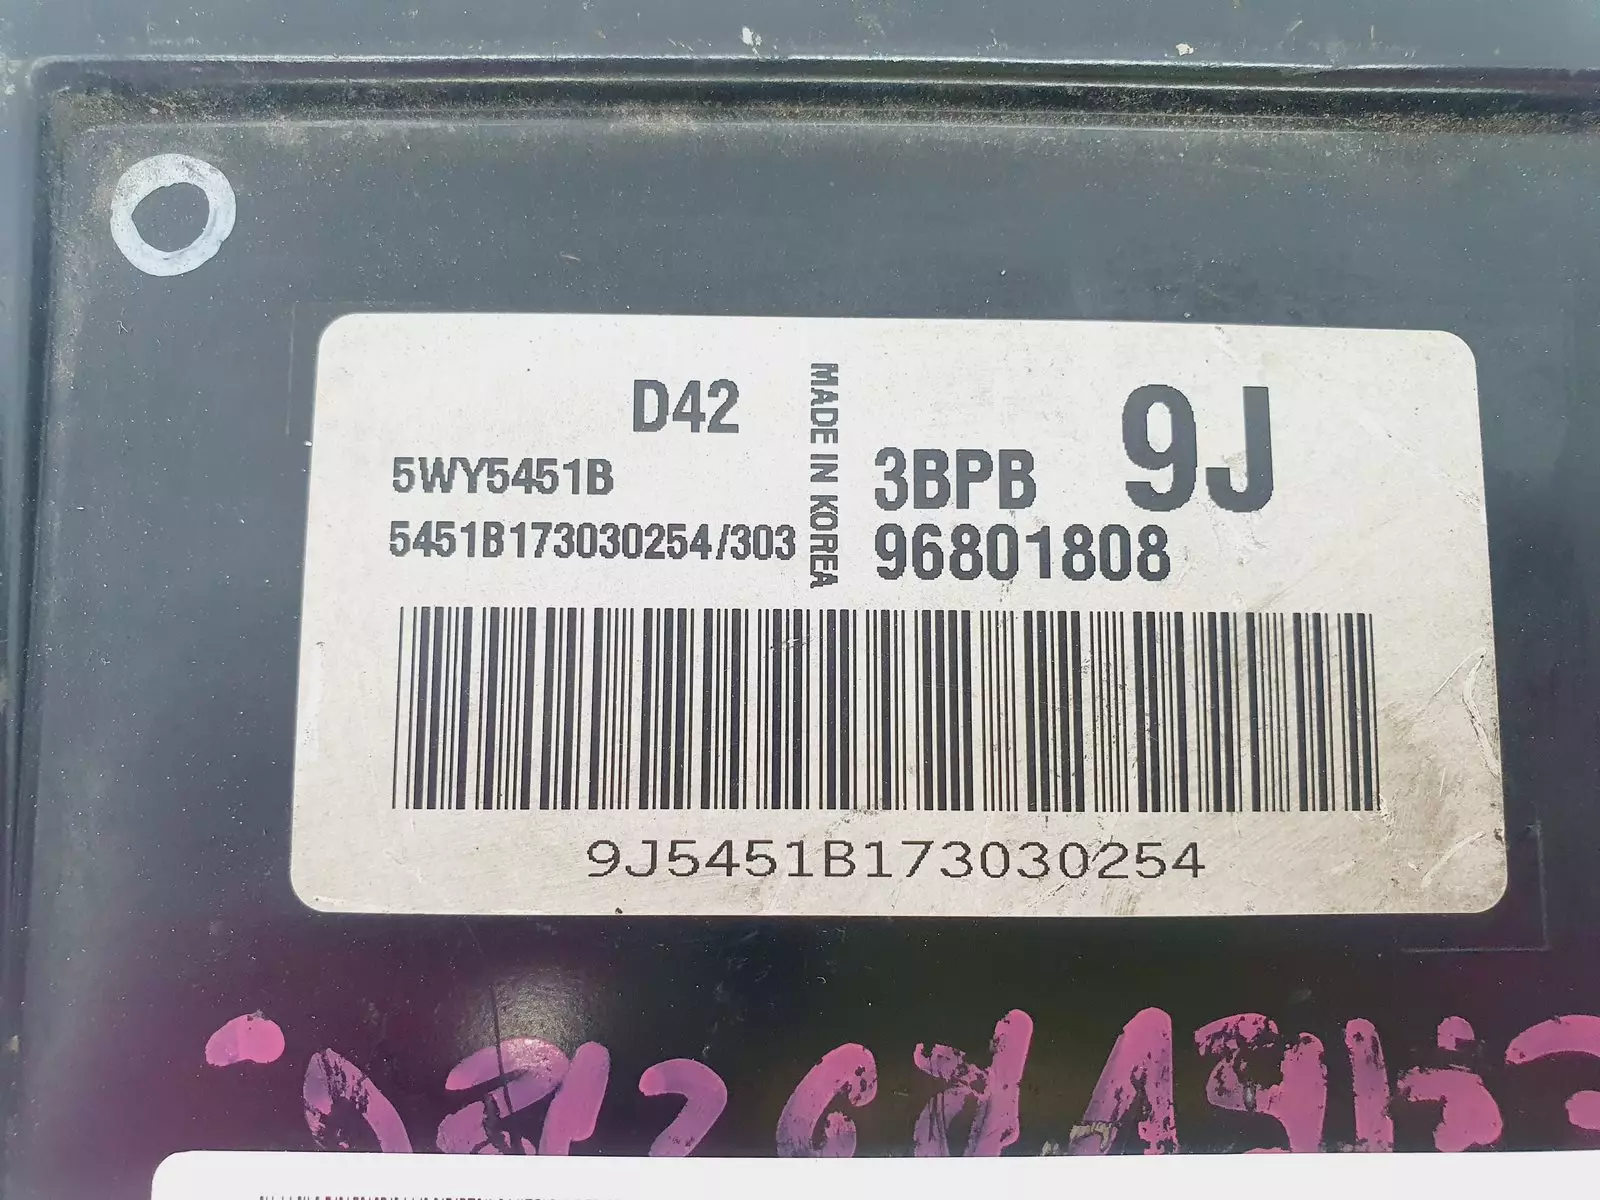 D42
5WY5451B
5451B173030254/303
MADE IN KOREA
3BPB 9J
96801808
9J5451B173030254